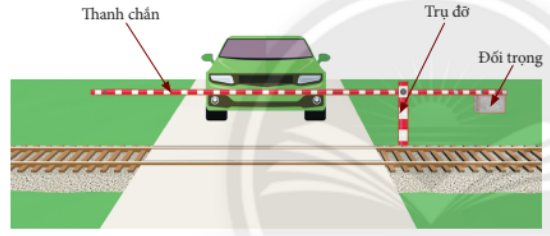 Thanh chắn
Trụ đỡ
Đối trọng